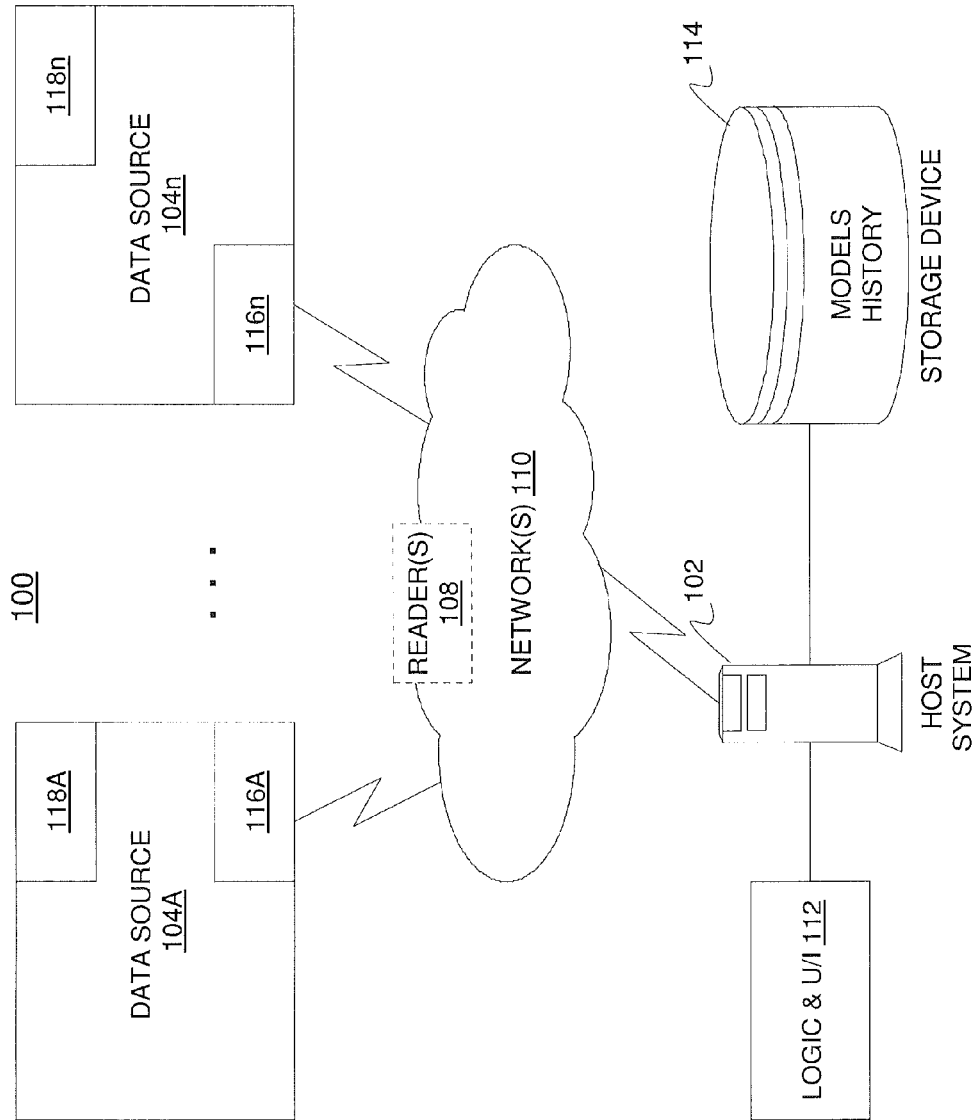 100
118A
DATA SOURCE
104A
116A
118n
DATA SOURCE
104n
116n
READER(S)
108
NETWORK(S) 110
102
114
LOGIC & U/I 112
HOST
SYSTEM
MODELS
HISTORY
STORAGE DEVICE